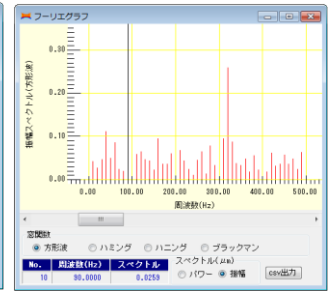 フーリエグラフ
振幅スペクトル(方形波)
0.30
0.20
0.10
0.00
0.00 100.00 200.00 300.00 400.00 500.00
周波数(Hz)
窓関数
方形波 ハミング ハニング ブラックマン
No. 周波数(Hz) スペクトル
10 90.0000 0.0259
スペクトル(μm)
パワー 振幅
csv出力